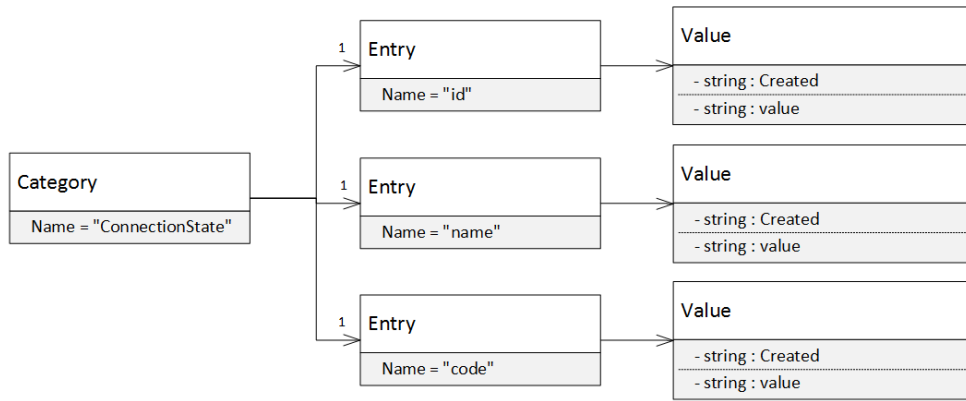 1
Entry
Name = "id"
Value
- string : Created
- string : value
Category
Name = "ConnectionState"
1
Entry
Name = "name"
Value
- string : Created
- string : value
1
Entry
Name = "code"
Value
- string : Created
- string : value